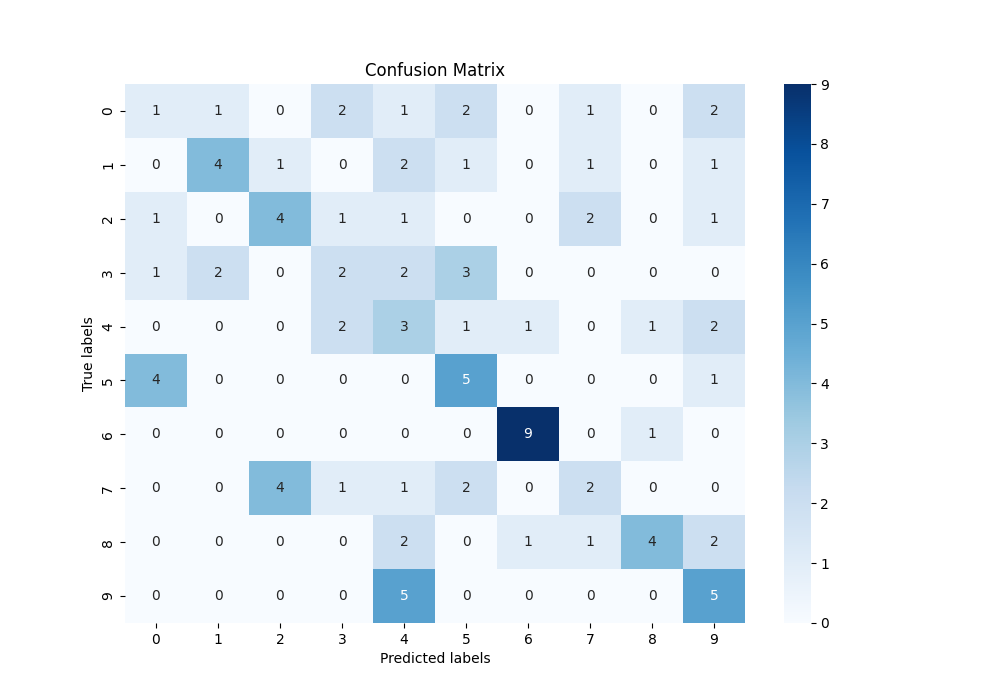 Confusion Matrix
0 1 1 0 2 1 2 0 1 0 2
1 0 4 1 0 2 1 0 1 0 1
2 1 0 4 1 1 0 0 2 0 1
3 1 2 0 2 2 3 0 0 0 0
4 0 0 0 2 3 1 1 0 1 2
5 4 0 0 0 0 5 0 0 0 1
6 0 0 0 0 0 0 9 0 1 0
7 0 0 4 1 1 2 0 2 0 0
8 0 0 0 0 2 0 1 1 4 2
9 0 0 0 0 5 0 0 0 0 5
0 1 2 3 4 5 6 7 8 9
Predicted labels
True labels
9
8
7
6
5
4
3
2
1
0